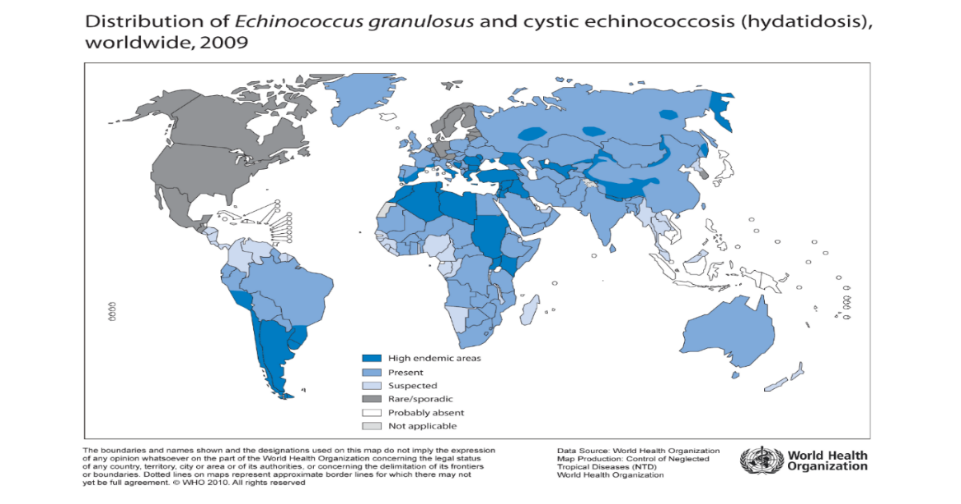 Distribution of Echinococcus granulosus and cystic echinococcosis (hydatidosis),
worldwide, 2009
High endemic areas
Present
Suspected
Rare/sporadic
Probably absent
Not applicable
The boundaries and names shown and the designations used on this map do not imply the expression
of any opinion whatsoever on the part of the World Health Organization concerning the legal status
of any country, territory, city or area or of its authorities, or concerning the delimitation of its frontiers
or boundaries. Dotted lines on maps represent approximate border lines for which there may not
yet be full agreement. © WHO 2010. All rights reserved
Data Source: World Health Organization
Map Production: Control of Neglected
Tropical Diseases (NTD)
World Health Organization
World Health
Organization